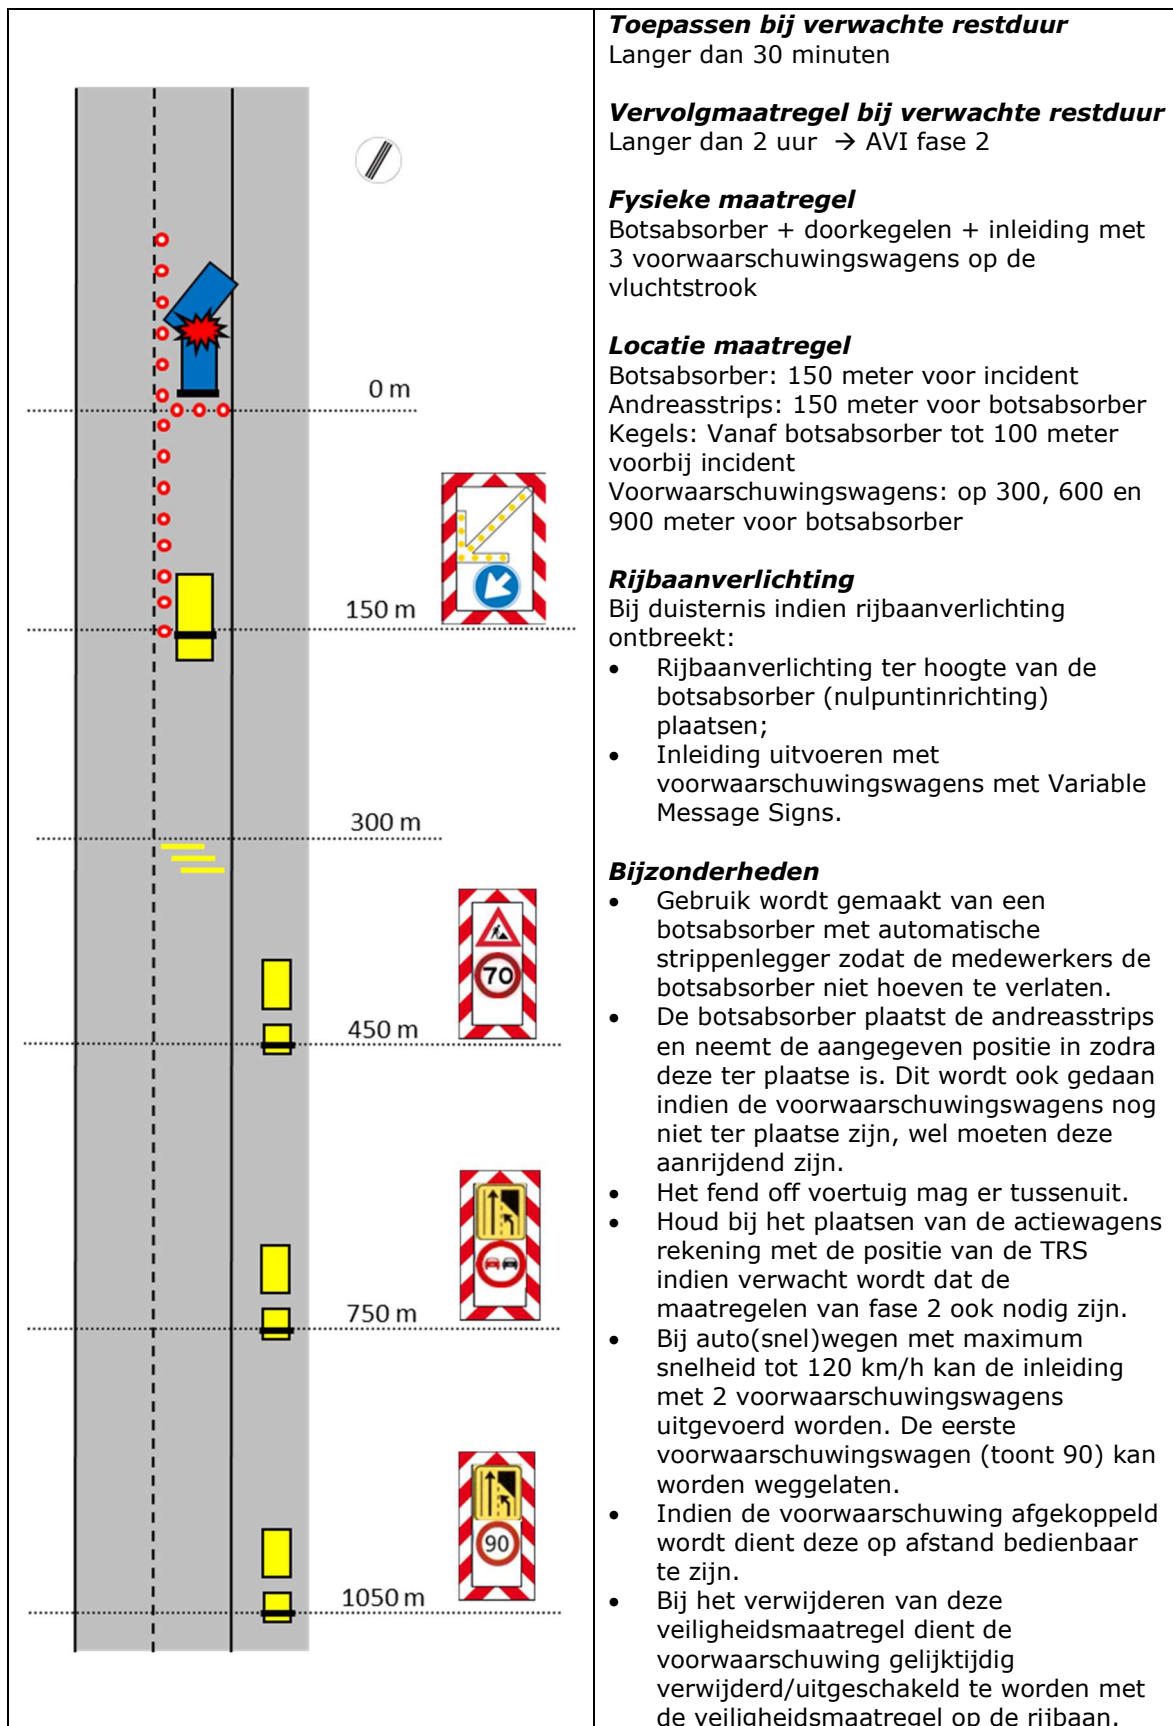 0 m
150 m
300 m
70
450 m
750 m
90
1050 m
Toepassen bij verwachte restduur
Langer dan 30 minuten
Vervolgmaatregel bij verwachte restduur
Langer dan 2 uur → AVI fase 2
Fysieke maatregel
Botsabsorber + doorkegelen + inleiding met
3 voorwaarschuwingswagens op de
vluchtstrook
Locatie maatregel
Botsabsorber: 150 meter voor incident
Andreasstrips: 150 meter voor botsabsorber
Kegels: Vanaf botsabsorber tot 100 meter
voorbij incident
Voorwaarschuwingswagens: op 300, 600 en
900 meter voor botsabsorber
Rijbaanverlichting
Bij duisternis indien rijbaanverlichting
ontbreekt:
• Rijbaanverlichting ter hoogte van de
botsabsorber (nulpuntinrichting)
plaatsen;
• Inleiding uitvoeren met
voorwaarschuwingswagens met Variable
Message Signs.
Bijzonderheden
• Gebruik wordt gemaakt van een
botsabsorber met automatische
strippenlegger zodat de medewerkers de
botsabsorber niet hoeven te verlaten.
• De botsabsorber plaatst de andreasstrips
en neemt de aangegeven positie in zodra
deze ter plaatse is. Dit wordt ook gedaan
indien de voorwaarschuwingswagens nog
niet ter plaatse zijn, wel moeten deze
aanrijdend zijn.
• Het fend off voertuig mag er tussenuit.
• Houd bij het plaatsen van de actiewagens
rekening met de positie van de TRS
indien verwacht wordt dat de
maatregelen van fase 2 ook nodig zijn.
• Bij auto(snel)wegen met maximum
snelheid tot 120 km/h kan de inleiding
met 2 voorwaarschuwingswagens
uitgevoerd worden. De eerste
voorwaarschuwingswagen (toont 90) kan
worden weggelaten.
• Indien de voorwaarschuwing afgekoppeld
wordt dient deze op afstand bedienbaar
te zijn.
• Bij het verwijderen van deze
veiligheidsmaatregel dient de
voorwaarschuwing gelijktijdig
verwijderd/uitgeschakeld te worden met
de veiligheidsmaatregel op de rijbaan.